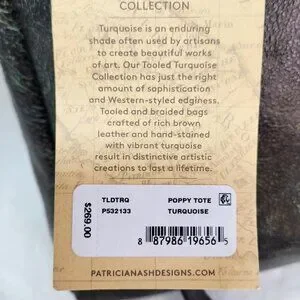 COLLECTION
Turquoise is an enduring
shade often used by artisans
to create beautiful works
of art. Our Tooled Turquoise
Collection has just the right
amount of sophistication
and Western-styled edginess.
Tooled and braided bags
crafted of rich brown
leather and hand-stained
with vibrant turquoise
result in distinctive artistic
creations to last a lifetime.
$269.00
TLDTRQ POPPY TOTE
P532133 TURQUOISE
8 87986 19656 5
PATRICIANASHDESIGNS.COM